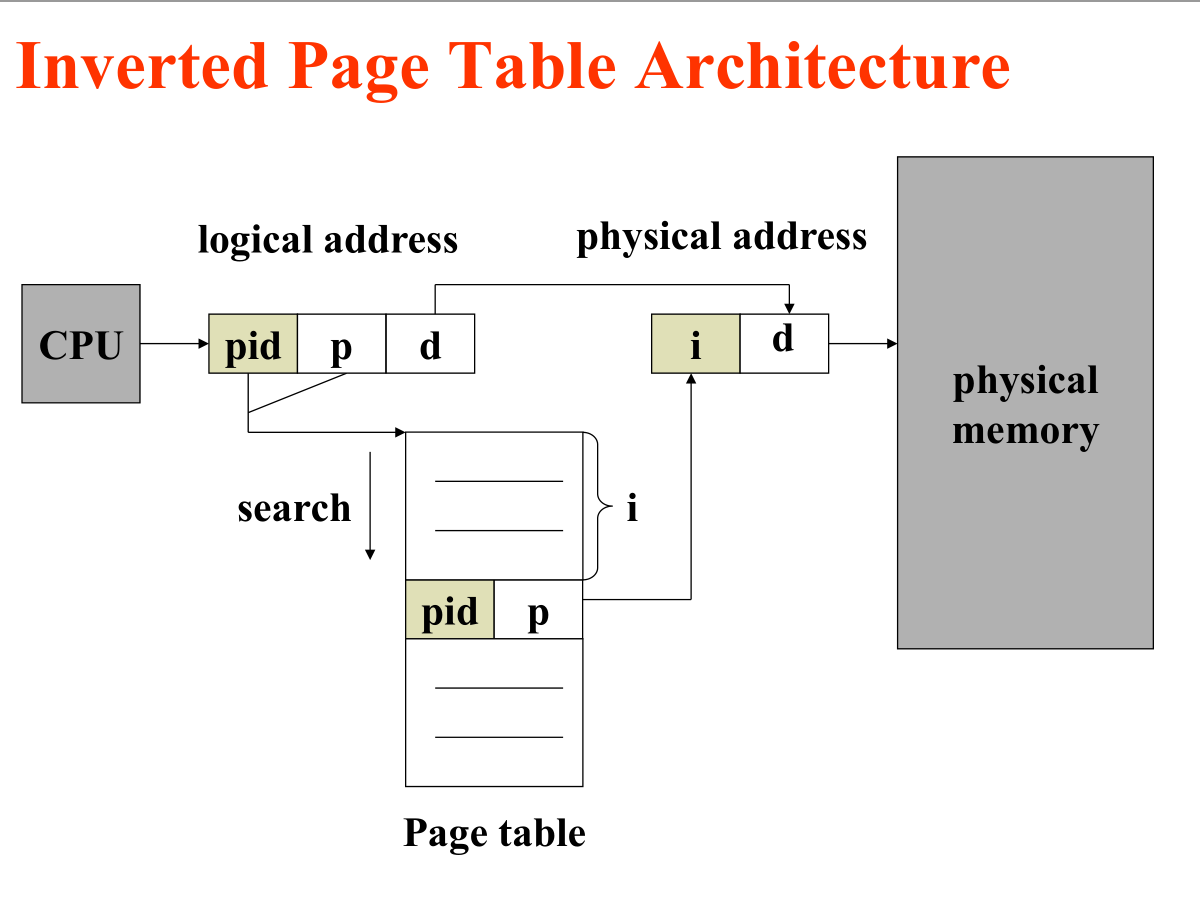 Inverted Page Table Architecture
logical address
physical address
CPU
pid
p
d
i
d
physical
memory
search
i
pid
p
Page table